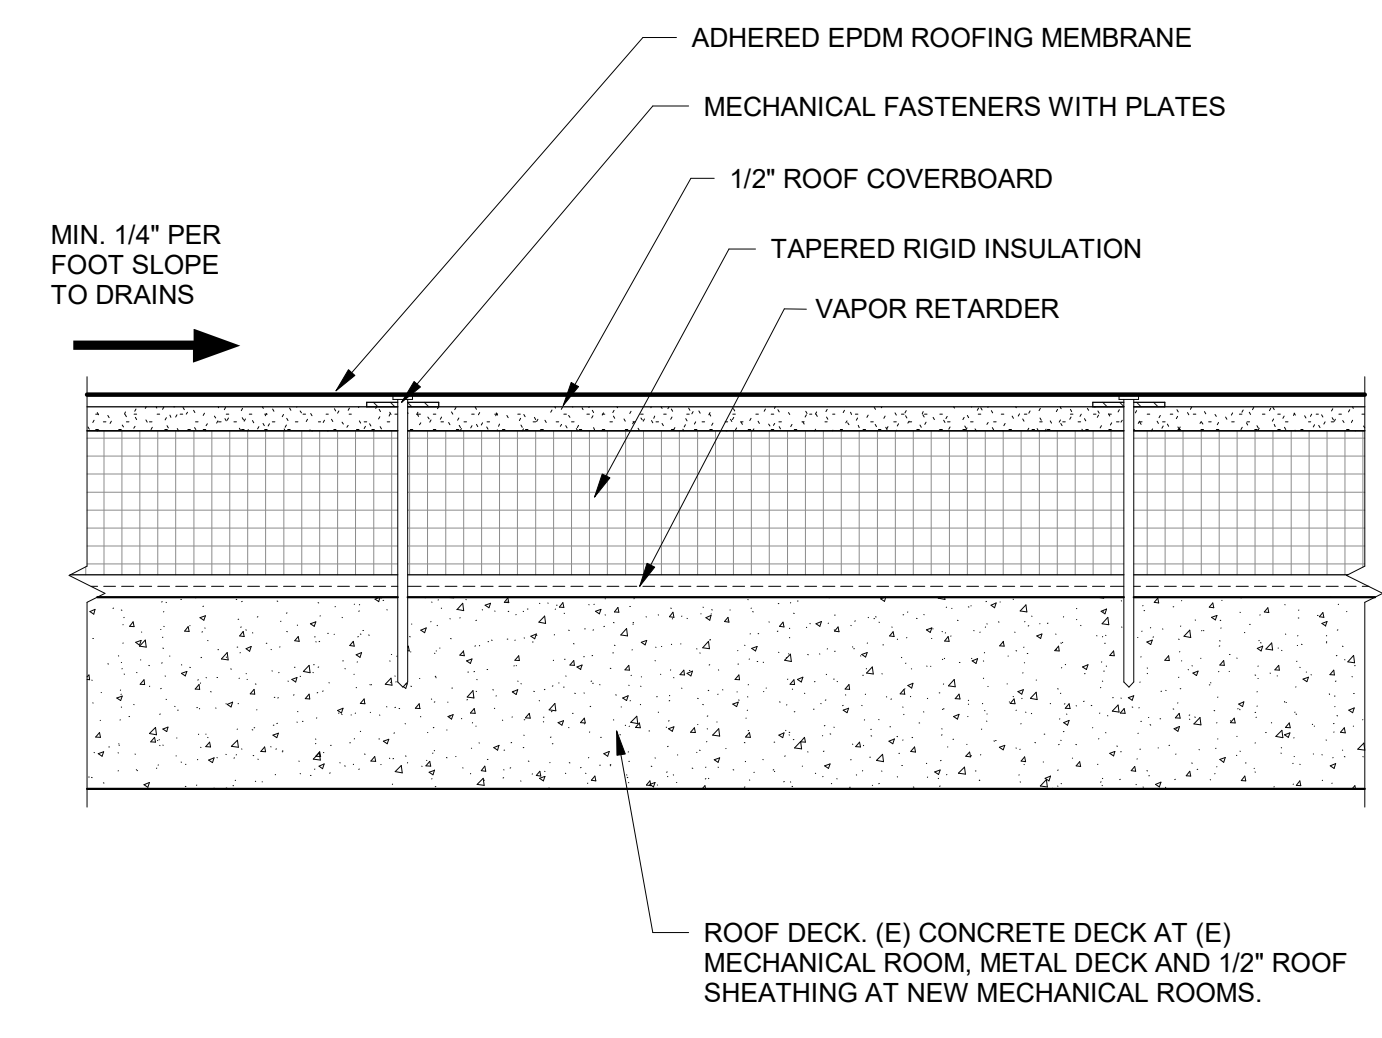 ADHERED EPDM ROOFING MEMBRANE
MECHANICAL FASTENERS WITH PLATES
1/2" ROOF COVERBOARD
MIN. 1/4" PER
FOOT SLOPE
TO DRAINS
TAPERED RIGID INSULATION
VAPOR RETARDER
ROOF DECK. (E) CONCRETE DECK AT (E)
MECHANICAL ROOM, METAL DECK AND 1/2" ROOF
SHEATHING AT NEW MECHANICAL ROOMS.